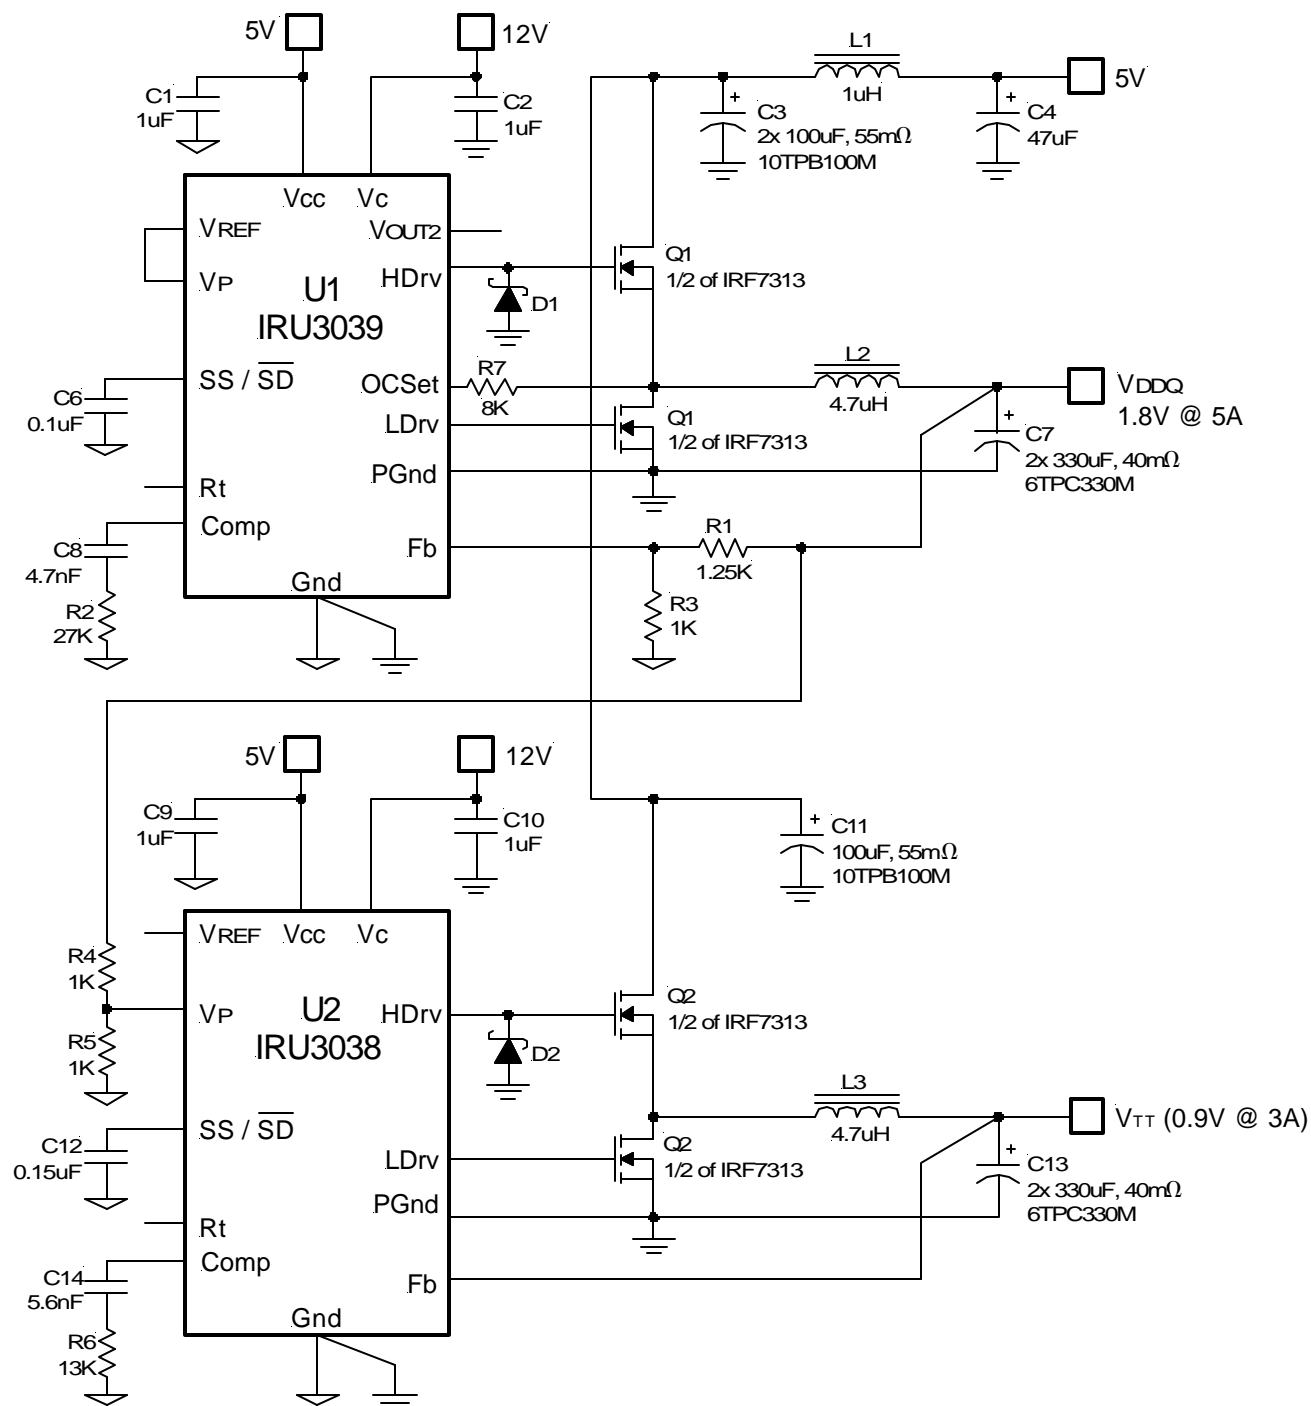 5V
12V
L1
1uH
5V
C1
1uF
C2
1uF
C3
2x 100uF, 55mΩ
10TPB100M
C4
47uF
Vcc
Vc
VREF
VOUT2
VP
HDrv
U1
IRU3039
D1
Q1
1/2 of IRF7313
SS / SD
OCSet
R7
8K
L2
4.7uH
VDDQ
1.8V @ 5A
C6
0.1uF
LDrv
Q1
1/2 of IRF7313
C7
2x 330uF, 40mΩ
6TPC330M
PGnd
Rt
Comp
Fb
R1
1.25K
C8
4.7nF
R2
27K
Gnd
R3
1K
5V
12V
C9
1uF
C10
1uF
C11
100uF, 55mΩ
10TPB100M
VREF
Vcc
Vc
R4
1K
VP
U2
IRU3038
HDrv
D2
Q2
1/2 of IRF7313
R5
1K
SS / SD
C12
0.15uF
L3
4.7uH
VTT (0.9V @ 3A)
LDrv
Q2
1/2 of IRF7313
C13
2x 330uF, 40mΩ
6TPC330M
PGnd
Rt
Comp
Fb
C14
5.6nF
R6
13K
Gnd